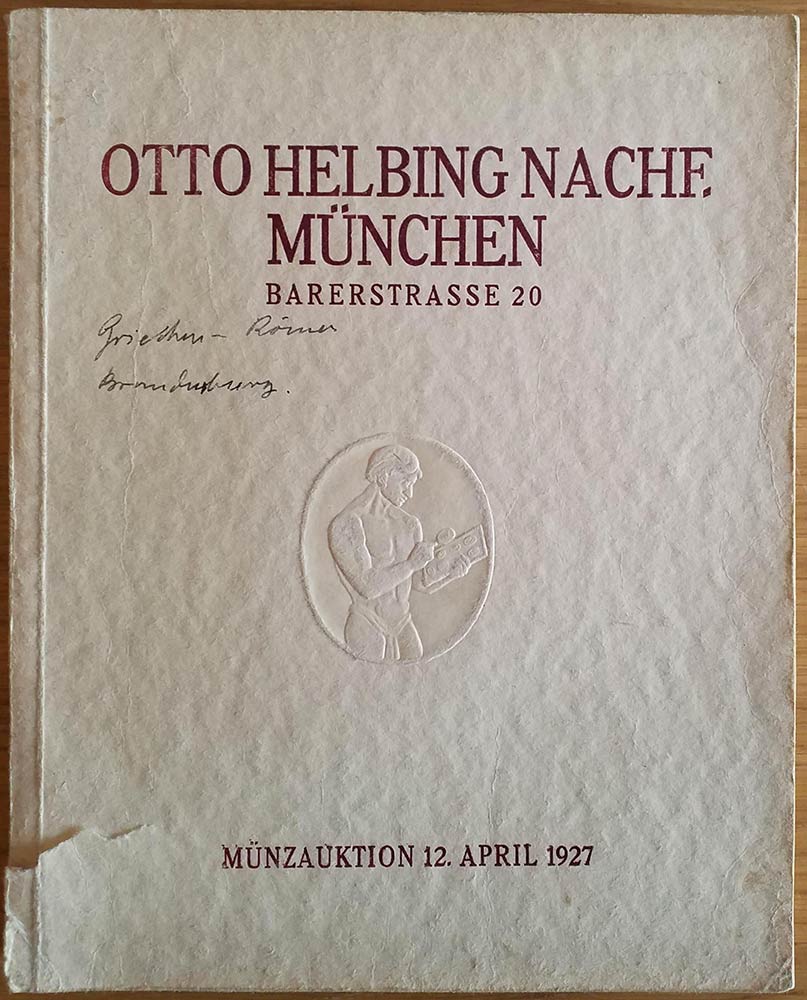 OTTO HELBING NACHF.
MÜNCHEN
BARERSTRASSE 20
Griechen – Römer
Brandenburg.
MÜNZAUKTION 12. APRIL 1927